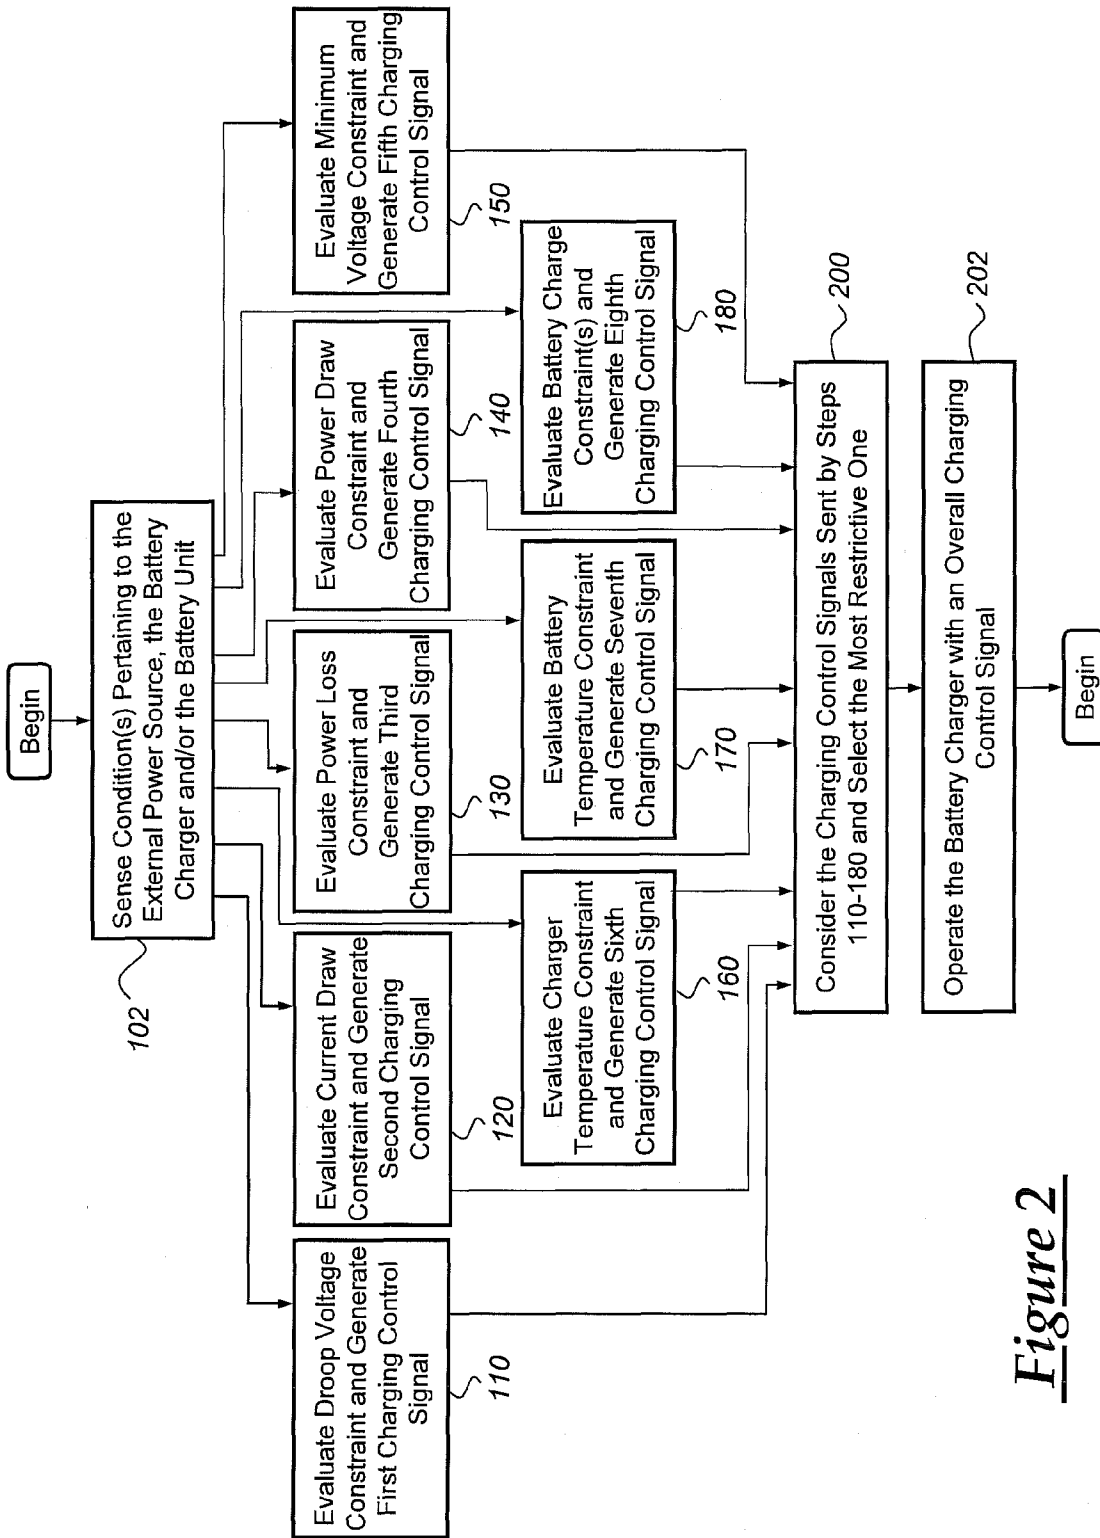 Begin
Sense Condition(s) Pertaining to the
External Power Source, the Battery
Charger and/or the Battery Unit
102
Evaluate Droop Voltage
Constraint and Generate
First Charging Control
Signal
110
Evaluate Current Draw
Constraint and Generate
Second Charging
Control Signal
120
Evaluate Power Loss
Constraint and
Generate Third
Charging Control Signal
130
Evaluate Power Draw
Constraint and
Generate Fourth
Charging Control Signal
140
Evaluate Minimum
Voltage Constraint and
Generate Fifth Charging
Control Signal
150
Evaluate Charger
Temperature Constraint
and Generate Sixth
Charging Control Signal
160
Evaluate Battery
Temperature Constraint
and Generate Seventh
Charging Control Signal
170
Evaluate Battery Charge
Constraint(s) and
Generate Eighth
Charging Control Signal
180
Consider the Charging Control Signals Sent by Steps
110-180 and Select the Most Restrictive One
200
Operate the Battery Charger with an Overall Charging
Control Signal
202
Begin
Figure 2